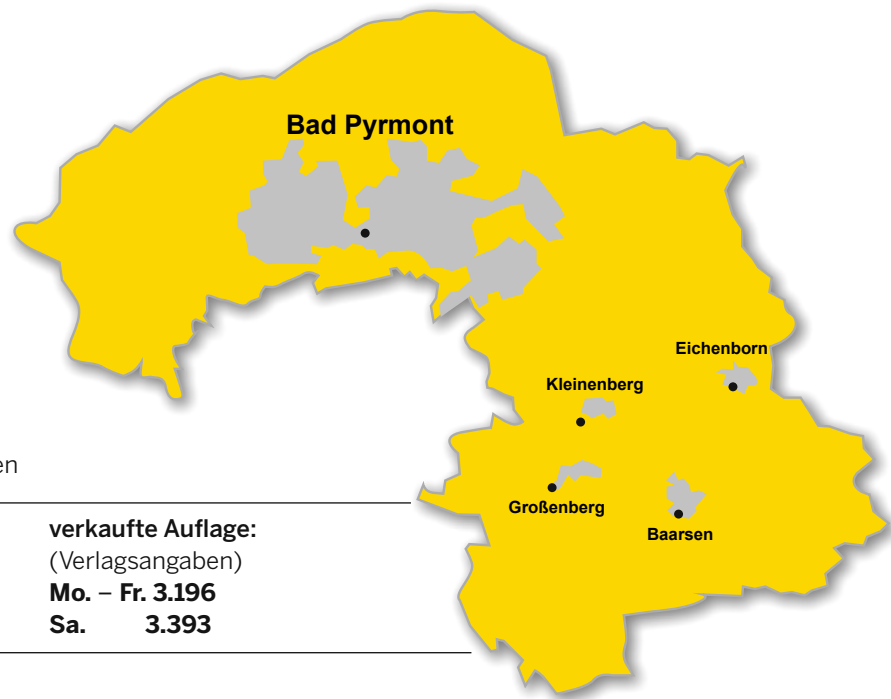 Bad Pyrmont
Eichenborn
Kleinenberg
Großenberg
Baarsen
en
verkaufte Auflage:
(Verlagsangaben)
Mo. – Fr. 3.196
Sa. 3.393